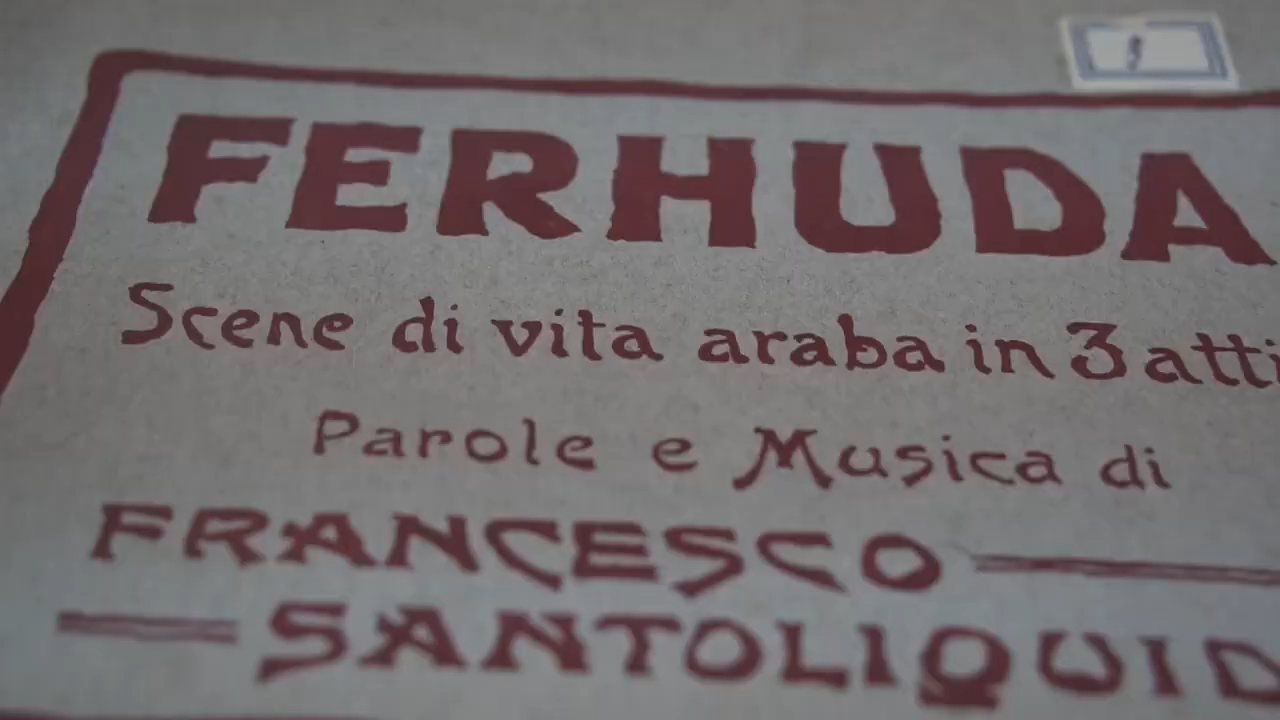 FERHUDA
Scene di vita araba in 3 atti
Parole e Musica di
FRANCESCO
SANTOLIQUID